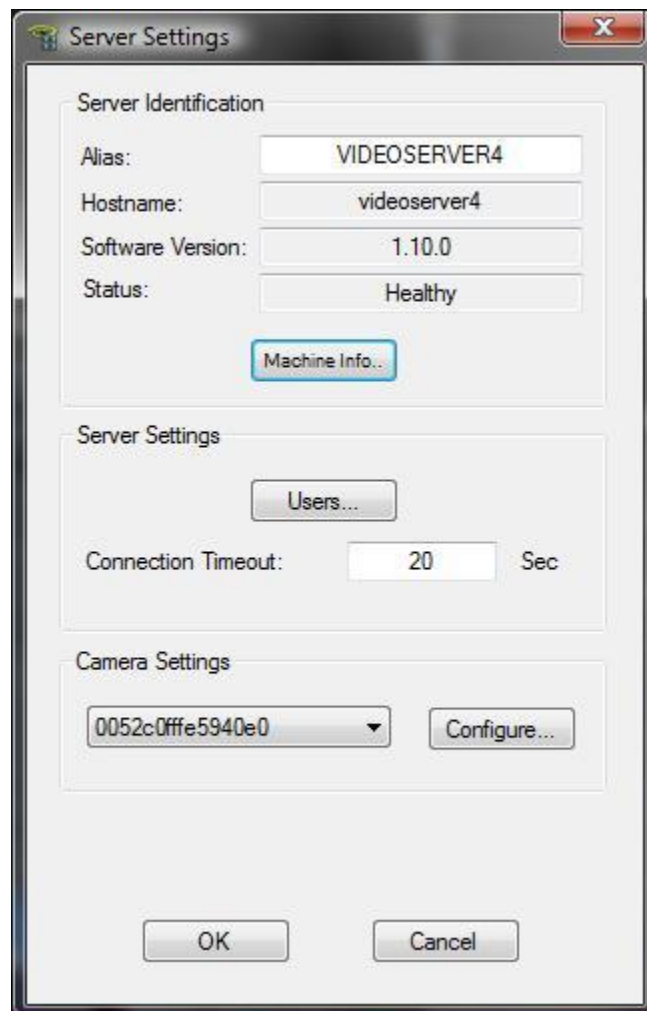 Server Settings
Server Identification
Alias: VIDEOSERVER4
Hostname: videoserver4
Software Version: 1.10.0
Status: Healthy
Machine Info..
Server Settings
Users...
Connection Timeout: 20 Sec
Camera Settings
0052c0fffe5940e0 Configure...
OK Cancel